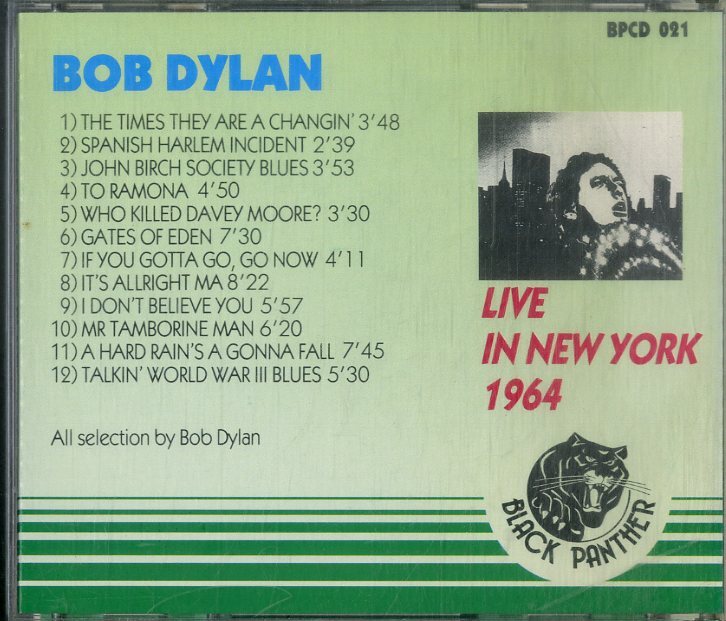 BPCD 021
BOB DYLAN
1) THE TIMES THEY ARE A CHANGIN' 3'48
2) SPANISH HARLEM INCIDENT 2'39
3) JOHN BIRCH SOCIETY BLUES 3'53
4) TO RAMONA 4'50
5) WHO KILLED DAVEY MOORE? 3'30
6) GATES OF EDEN 7'30
7) IF YOU GOTTA GO, GO NOW 4'11
8) IT'S ALLRIGHT MA 8'22
9) I DON'T BELIEVE YOU 5'57
10) MR TAMBORINE MAN 6'20
11) A HARD RAIN'S A GONNA FALL 7'45
12) TALKIN' WORLD WAR III BLUES 5'30
All selection by Bob Dylan
LIVE
IN NEW YORK
1964
BLACK PANTHER